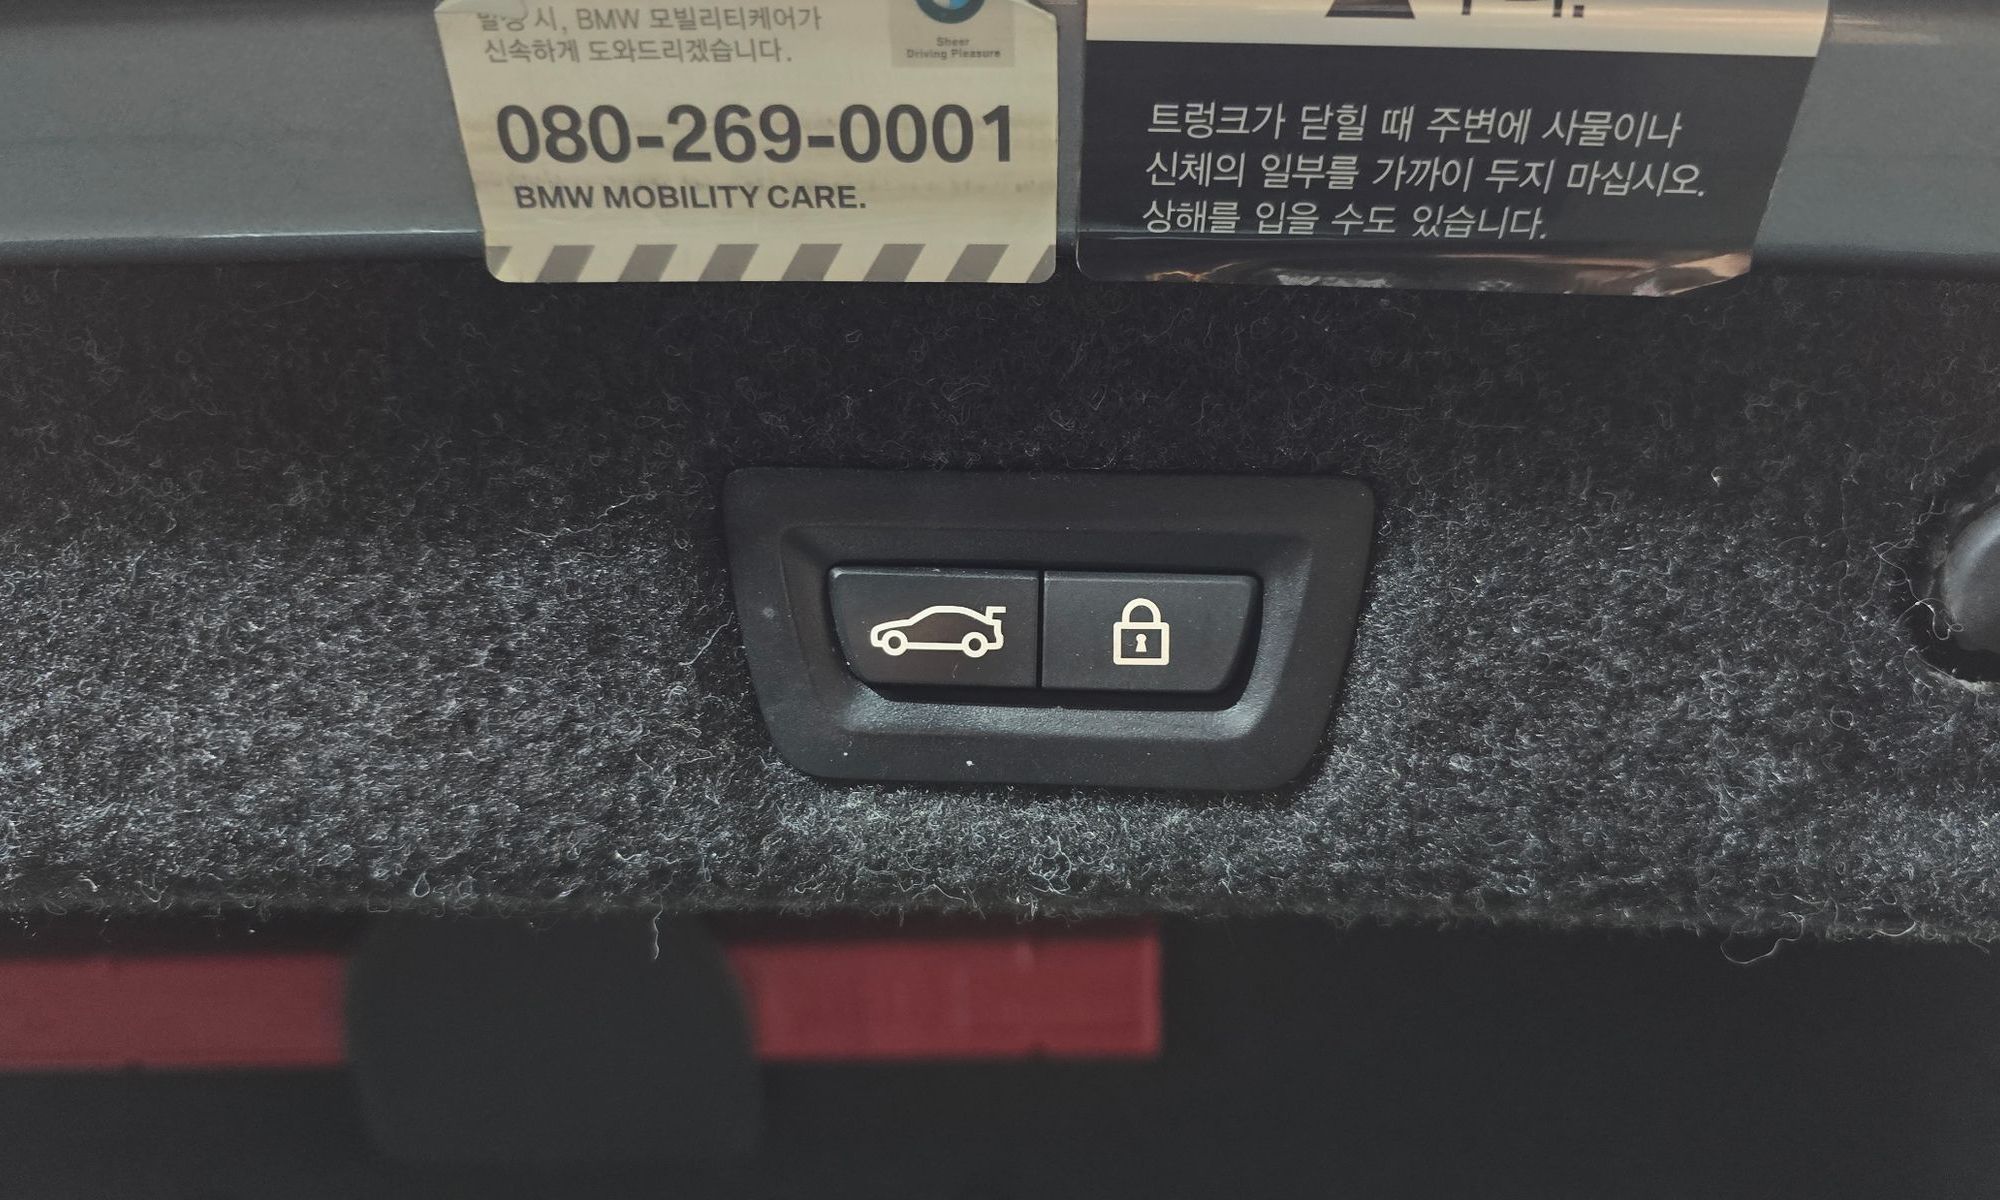 시, BMW 모빌리티케어가
신속하게 도와드리겠습니다.
Sheer
Driving Pleasure
080-269-0001
BMW MOBILITY CARE.
트렁크가 닫힐 때 주변에 사물이나
신체의 일부를 가까이 두지 마십시오.
상해를 입을 수도 있습니다.